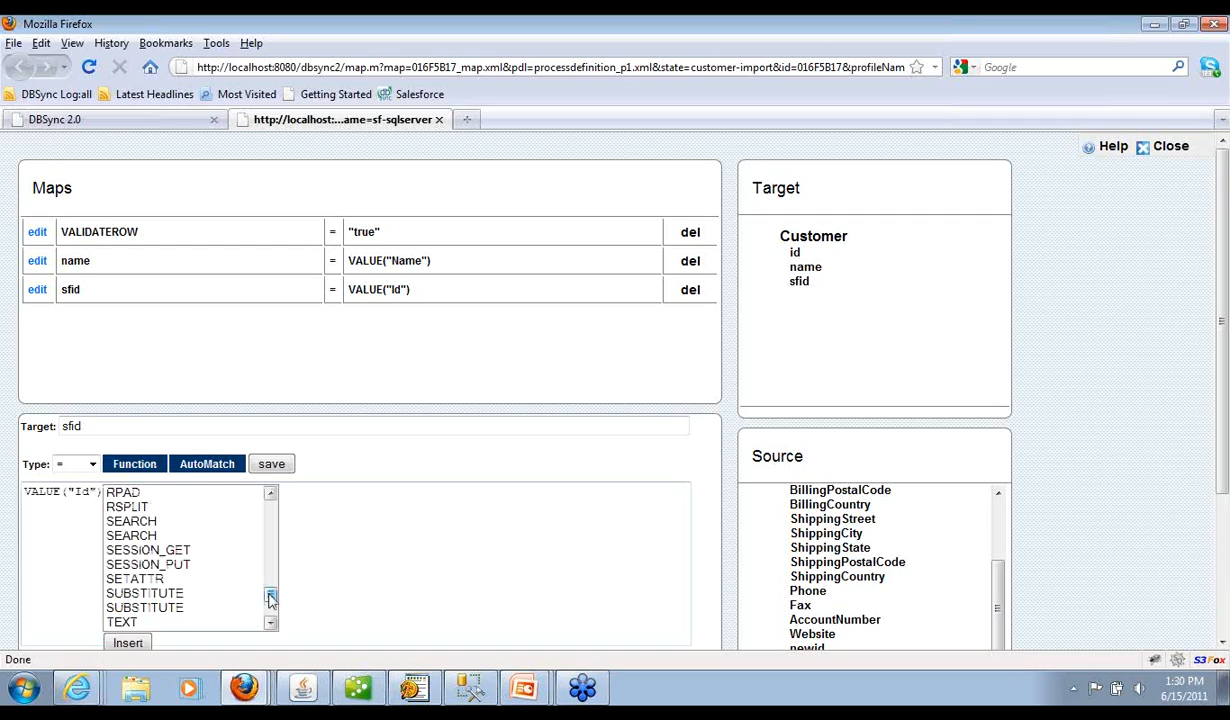 Mozilla Firefox
File Edit View History Bookmarks Tools Help
http://localhost:8080/dbsync2/map.m?map=016F5B17_map.xml&pdl=processdefinition_p1.xml&state=customer-import&id=016F5B17&profileNam
Google
DBSync Log:all Latest Headlines Most Visited Getting Started Salesforce
DBSync 2.0
http://localhost:...ame=sf-sqlserver
Help Close
Maps
edit VALIDATEROW = "true" del
edit name = VALUE("Name") del
edit sfid = VALUE("Id") del
Target
Customer
id
name
sfid
Target: sfid
Type: = Function AutoMatch save
VALUE("Id")
RPAD
RSPLIT
SEARCH
SEARCH
SESSION_GET
SESSION_PUT
SETATTR
SUBSTITUTE
SUBSTITUTE
TEXT
Insert
Source
BillingPostalCode
BillingCountry
ShippingStreet
ShippingCity
ShippingState
ShippingPostalCode
ShippingCountry
Phone
Fax
AccountNumber
Website
newid
Done
S3Fox
1:30 PM
6/15/2011